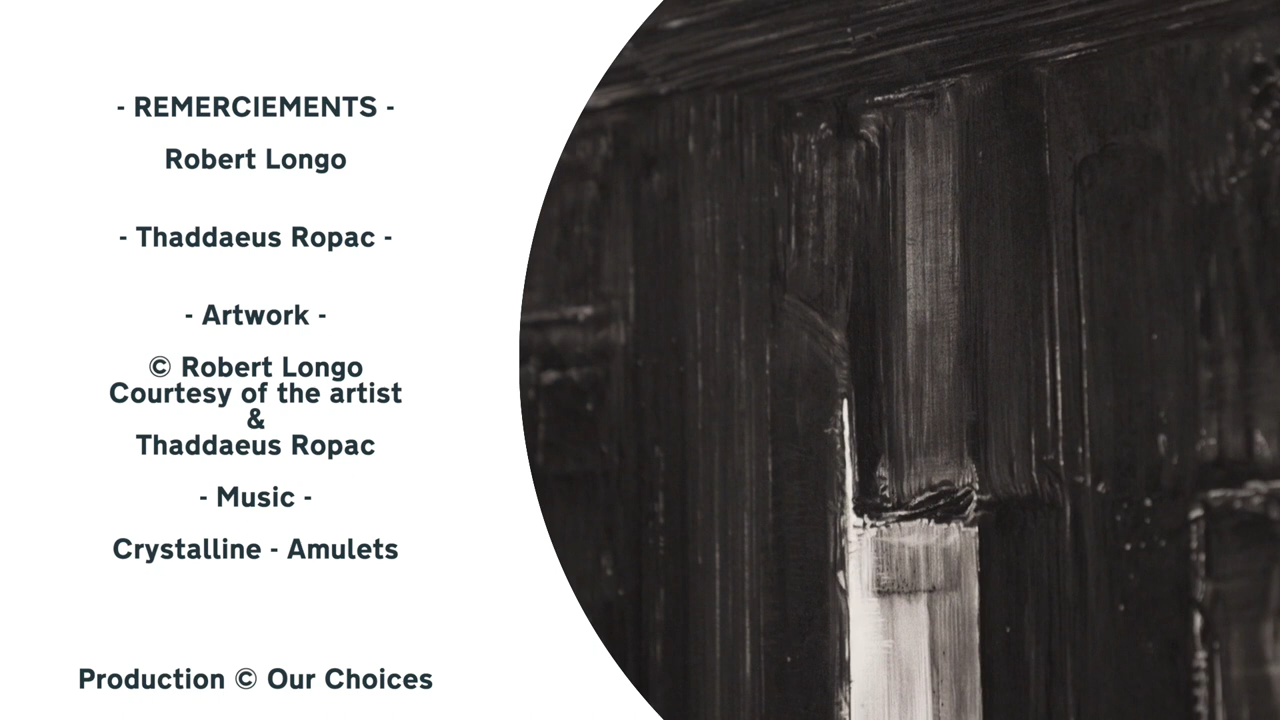 - REMERCIEMENTS -
Robert Longo
- Thaddaeus Ropac -
- Artwork -
© Robert Longo
Courtesy of the artist
&
Thaddaeus Ropac
- Music -
Crystalline - Amulets
Production © Our Choices